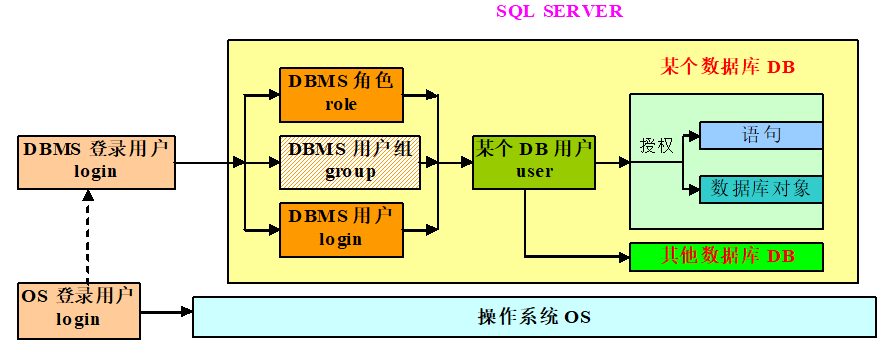 SQL SERVER
某个数据库 DB
DBMS 角色
role
DBMS 登录用户
login
DBMS 用户组
group
某个 DB 用户
user
授权
语句
数据库对象
DBMS 用户
login
其他数据库 DB
OS 登录用户
login
操作系统 OS